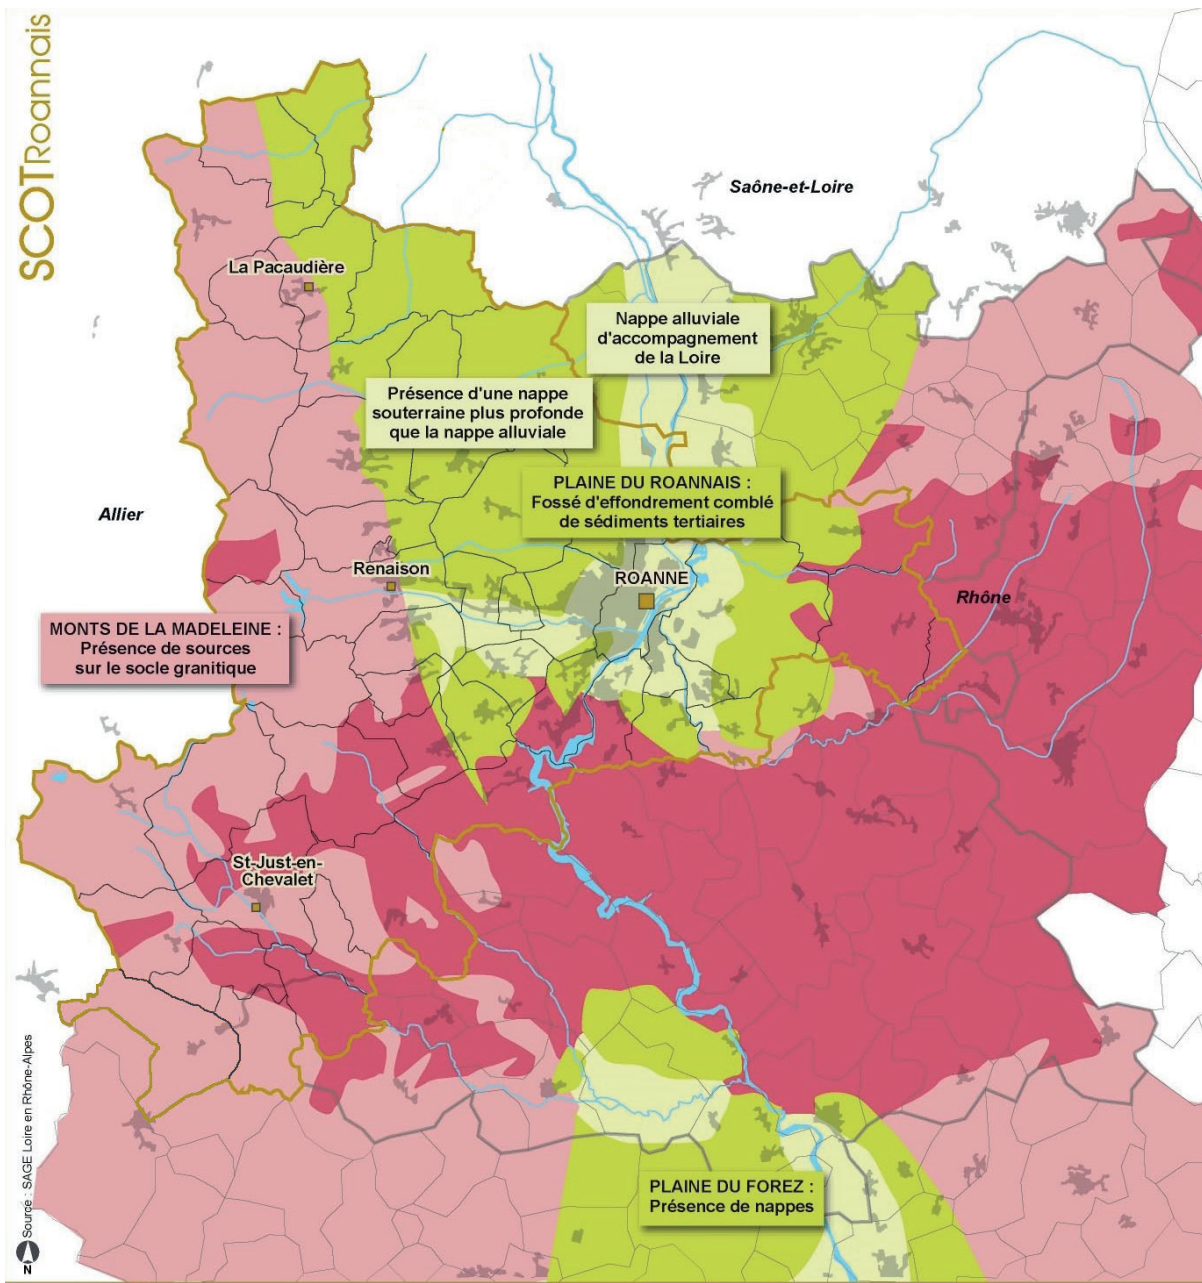 SCOTRoannais
Saône-et-Loire
La Pacaudière
Nappe alluviale
d'accompagnement
de la Loire
Présence d'une nappe
souterraine plus profonde
que la nappe alluviale
PLAINE DU ROANNAIS :
Fossé d'effondrement comblé
de sédiments tertiaires
Allier
Renaison
ROANNE
Rhône
MONTS DE LA MADELEINE :
Présence de sources
sur le socle granitique
St-Just-en-
Chevalet
PLAINE DU FOREZ :
Présence de nappes
Source : SAGE Loire en Rhône-Alpes
N